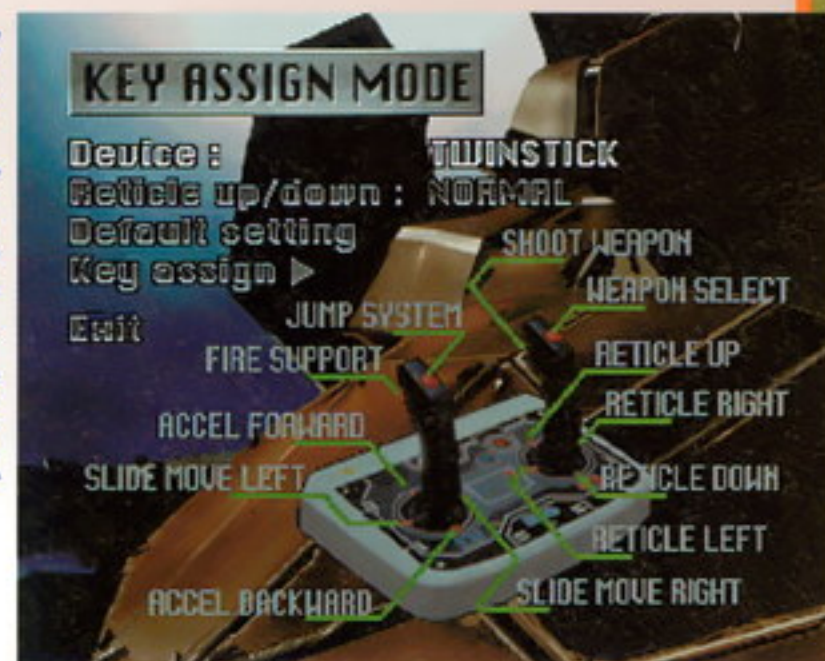 KEY ASSIGN MODE
Device : TWINSTICK
Reticle up/down : NORMAL
Default setting
Key assign ▶
Exit
SHOOT WEAPON
WEAPON SELECT
JUMP SYSTEM
FIRE SUPPORT
RETICLE UP
RETICLE RIGHT
ACCEL FORWARD
SLIDE MOVE LEFT
RETICLE DOWN
RETICLE LEFT
ACCEL BACKWARD
SLIDE MOVE RIGHT